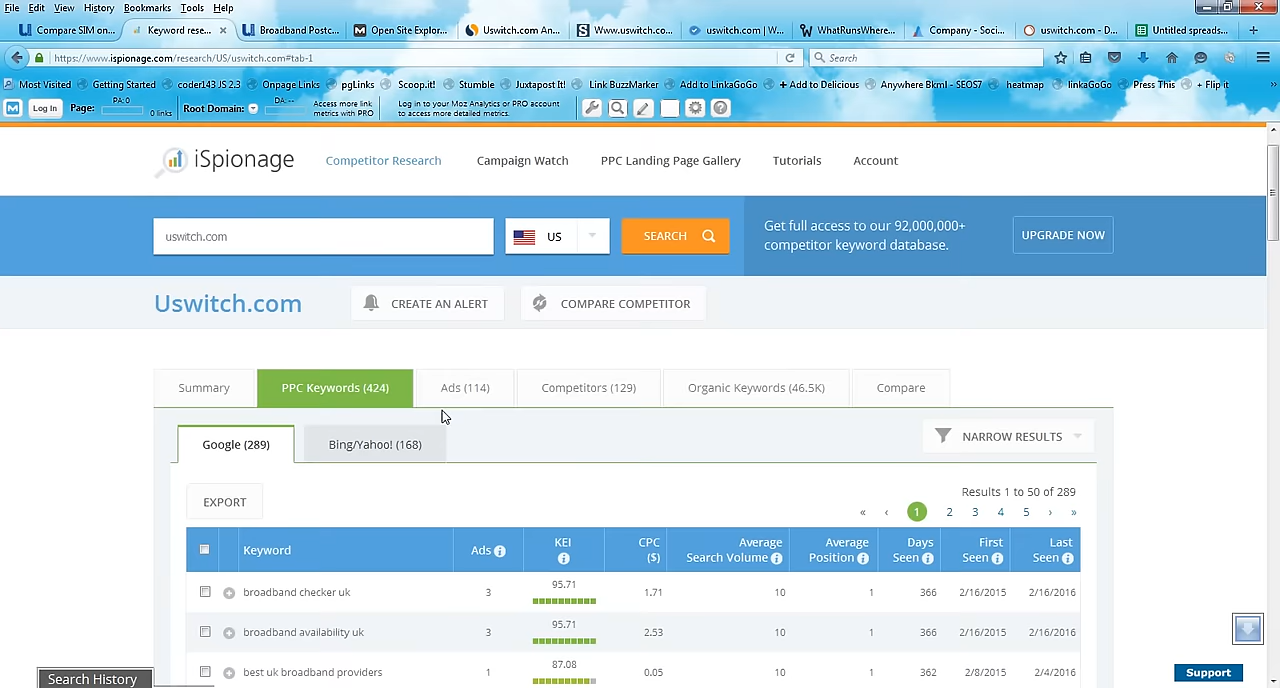 File Edit View History Bookmarks Tools Help
Compare SIM on... Keyword rese... Broadband Postc... Open Site Explor... Uswitch.com An... Www.uswitch.co... uswitch.com | W... WhatRunsWhere... Company - Soci... uswitch.com - D... Untitled spreads...
https://www.ispionage.com/research/US/uswitch.com#tab-1 Search
Most Visited Getting Started codered3 JS 2.3 Onpage Links pgLinks Scoop.it! Stumble Juxtapost It! Link BuzzMarker Add to LinkaGoGo + Add to Delicious Anywhere Bkml - SEOS7 heatmap linkaGoGo Press This + Flip it
M Log In Page: DA: 0 0 links Root Domain: DA: -- Access more link metrics with PRO Log in to your Moz Analytics or PRO account to access more detailed metrics.
iSpionage Competitor Research Campaign Watch PPC Landing Page Gallery Tutorials Account
uswitch.com US SEARCH Get full access to our 92,000,000+
competitor keyword database. UPGRADE NOW
Uswitch.com CREATE AN ALERT COMPARE COMPETITOR
Summary PPC Keywords (424) Ads (114) Competitors (129) Organic Keywords (46.5K) Compare
Google (289) Bing/Yahoo! (168) NARROW RESULTS
EXPORT Results 1 to 50 of 289
« ‹ 1 2 3 4 5 › »
Keyword Ads KEI CPC ($) Average Search Volume Average Position Days Seen First Seen Last Seen
broadband checker uk 3 95.71 1.71 10 1 366 2/16/2015 2/16/2016
broadband availability uk 3 95.71 2.53 10 1 366 2/16/2015 2/16/2016
best uk broadband providers 1 87.08 0.05 10 1 362 2/8/2015 2/4/2016
Search History Support